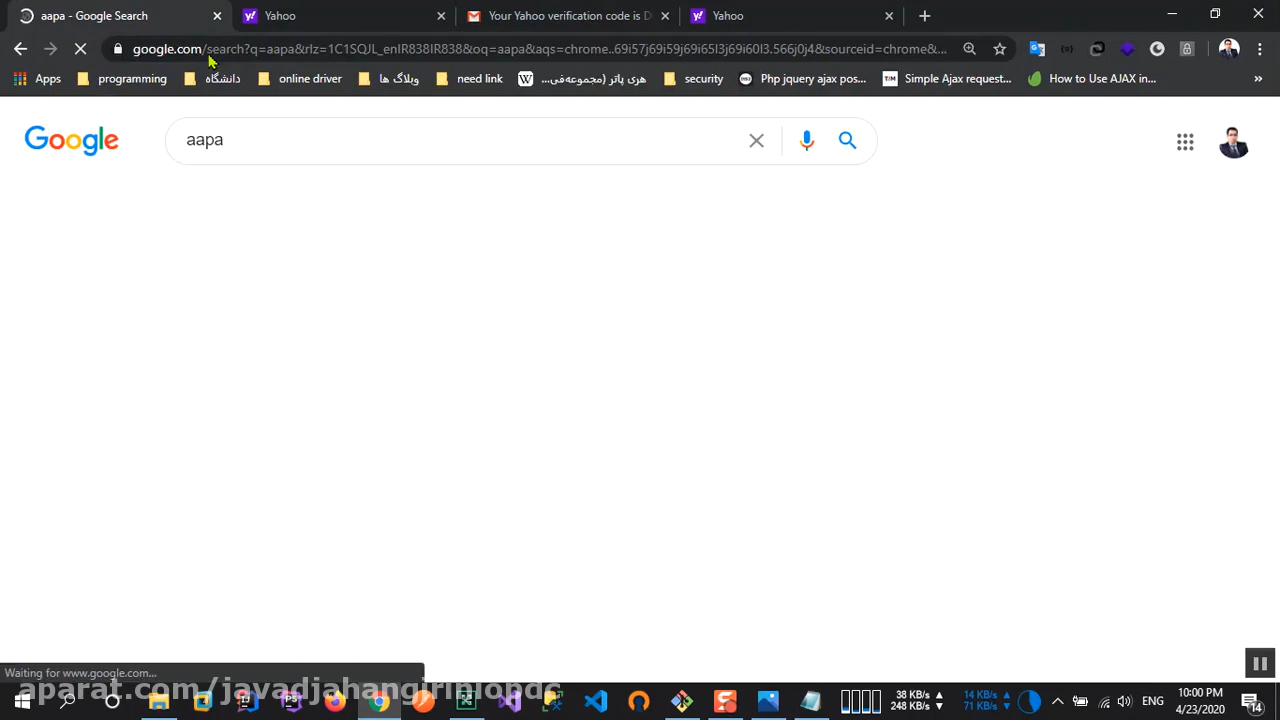 aapa - Google Search
Yahoo
Your Yahoo verification code is D
Yahoo
google.com/search?q=aapa&rlz=1C1SQJL_enIR838IR838&oq=aapa&aqs=chrome..69i57j69i59j69i65l3j69i60l3.566j0j4&sourceid=chrome&...
Apps programming دانشگاه online driver وبلاگ ها need link هری پاتر (مجموعه‌فی... security Php jquery ajax pos... Simple Ajax request... How to Use AJAX in... »
Google
aapa
Waiting for www.google.com...
aparat.com/javadjahangiriniondc
38 KB/s 14 KB/s
248 KB/s 71 KB/s
ENG
10:00 PM
4/23/2020
14